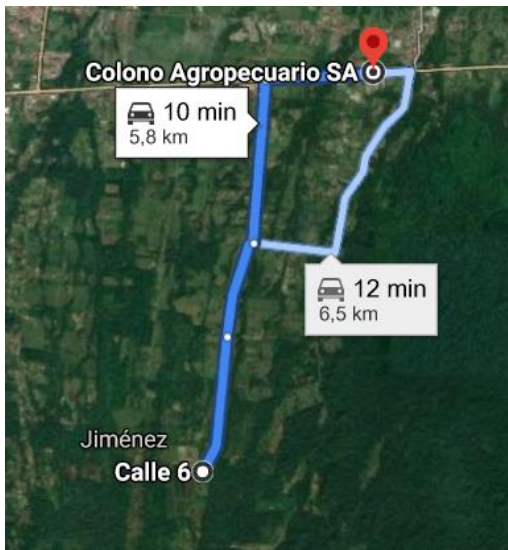 Colono Agropecuario SA
10 min
5,8 km
12 min
6,5 km
Jiménez
Calle 6